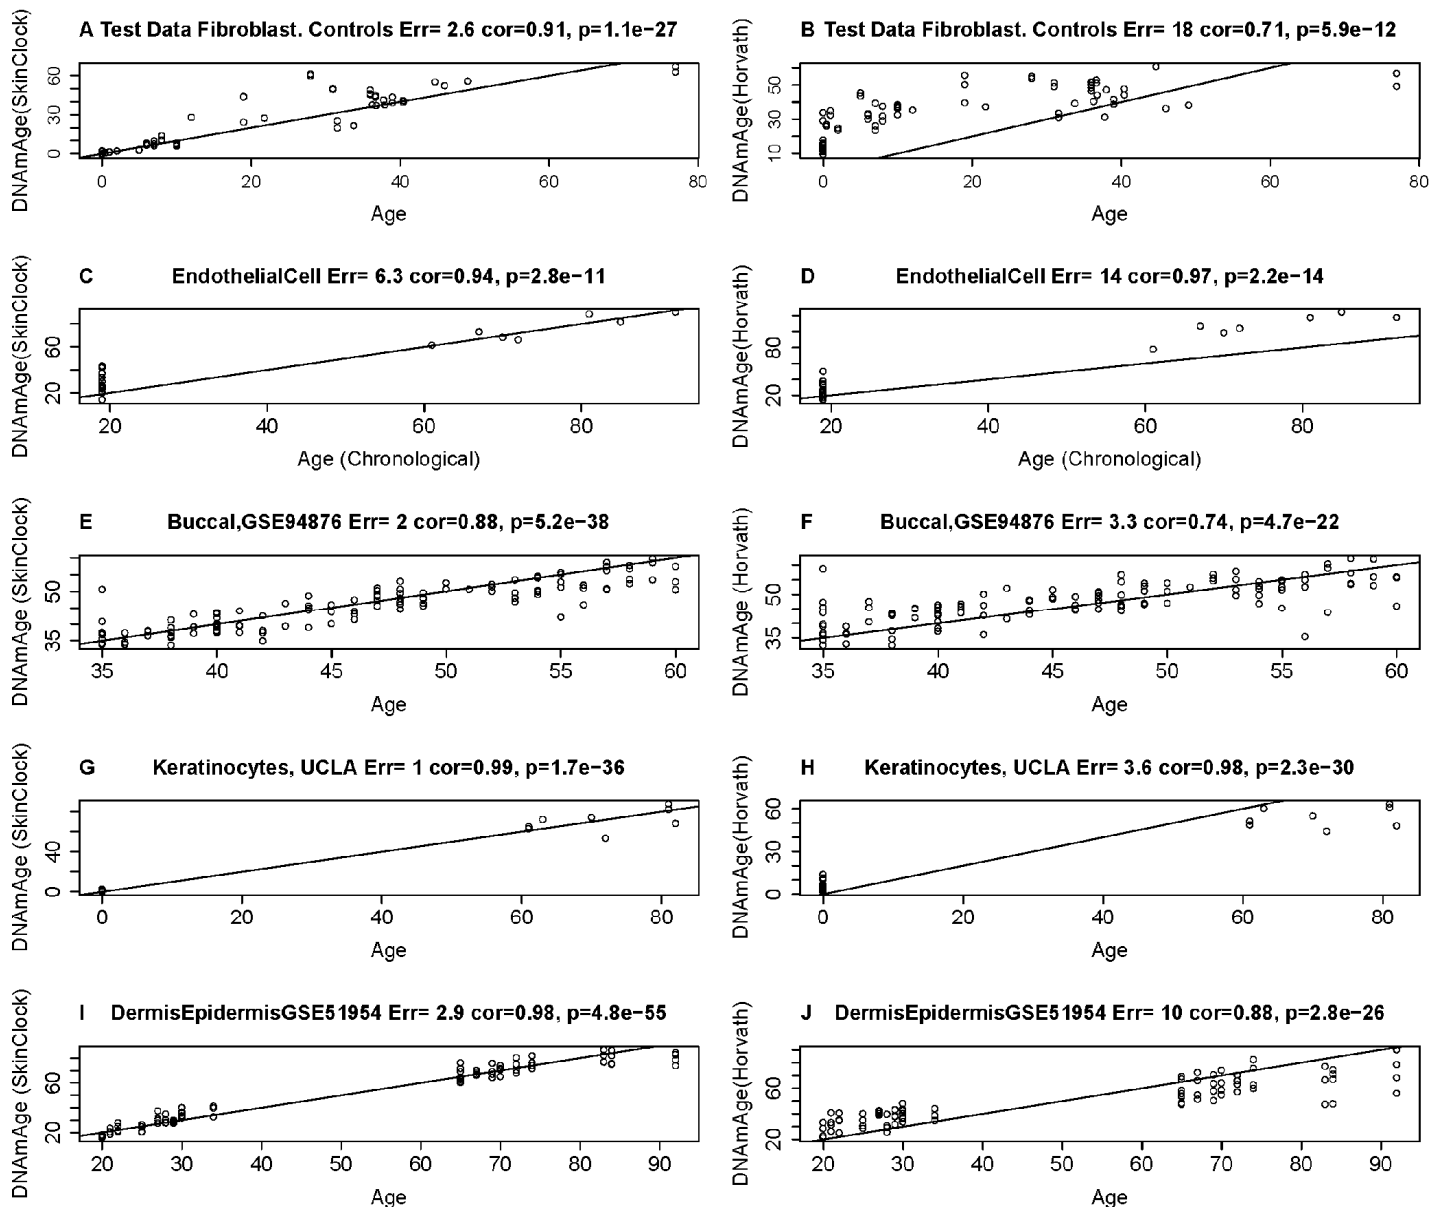 A Test Data Fibroblast. Controls Err= 2.6 cor=0.91, p=1.1e−27
DNAmAge(SkinClock)
0 30 60
0 20 40 60 80
Age
B Test Data Fibroblast. Controls Err= 18 cor=0.71, p=5.9e−12
DNAmAge(Horvath)
10 30 50
0 20 40 60 80
Age
C EndothelialCell Err= 6.3 cor=0.94, p=2.8e−11
DNAmAge(SkinClock)
20 60
20 40 60 80
Age (Chronological)
D EndothelialCell Err= 14 cor=0.97, p=2.2e−14
DNAmAge(Horvath)
20 80
20 40 60 80
Age (Chronological)
E Buccal,GSE94876 Err= 2 cor=0.88, p=5.2e−38
DNAmAge (SkinClock)
35 50
35 40 45 50 55 60
Age
F Buccal,GSE94876 Err= 3.3 cor=0.74, p=4.7e−22
DNAmAge (Horvath)
35 50
35 40 45 50 55 60
Age
G Keratinocytes, UCLA Err= 1 cor=0.99, p=1.7e−36
DNAmAge (SkinClock)
0 40
0 20 40 60 80
Age
H Keratinocytes, UCLA Err= 3.6 cor=0.98, p=2.3e−30
DNAmAge(Horvath)
0 30 60
0 20 40 60 80
Age
I DermisEpidermisGSE51954 Err= 2.9 cor=0.98, p=4.8e−55
DNAmAge (SkinClock)
20 60
20 30 40 50 60 70 80 90
Age
J DermisEpidermisGSE51954 Err= 10 cor=0.88, p=2.8e−26
DNAmAge(Horvath)
20 60
20 30 40 50 60 70 80 90
Age